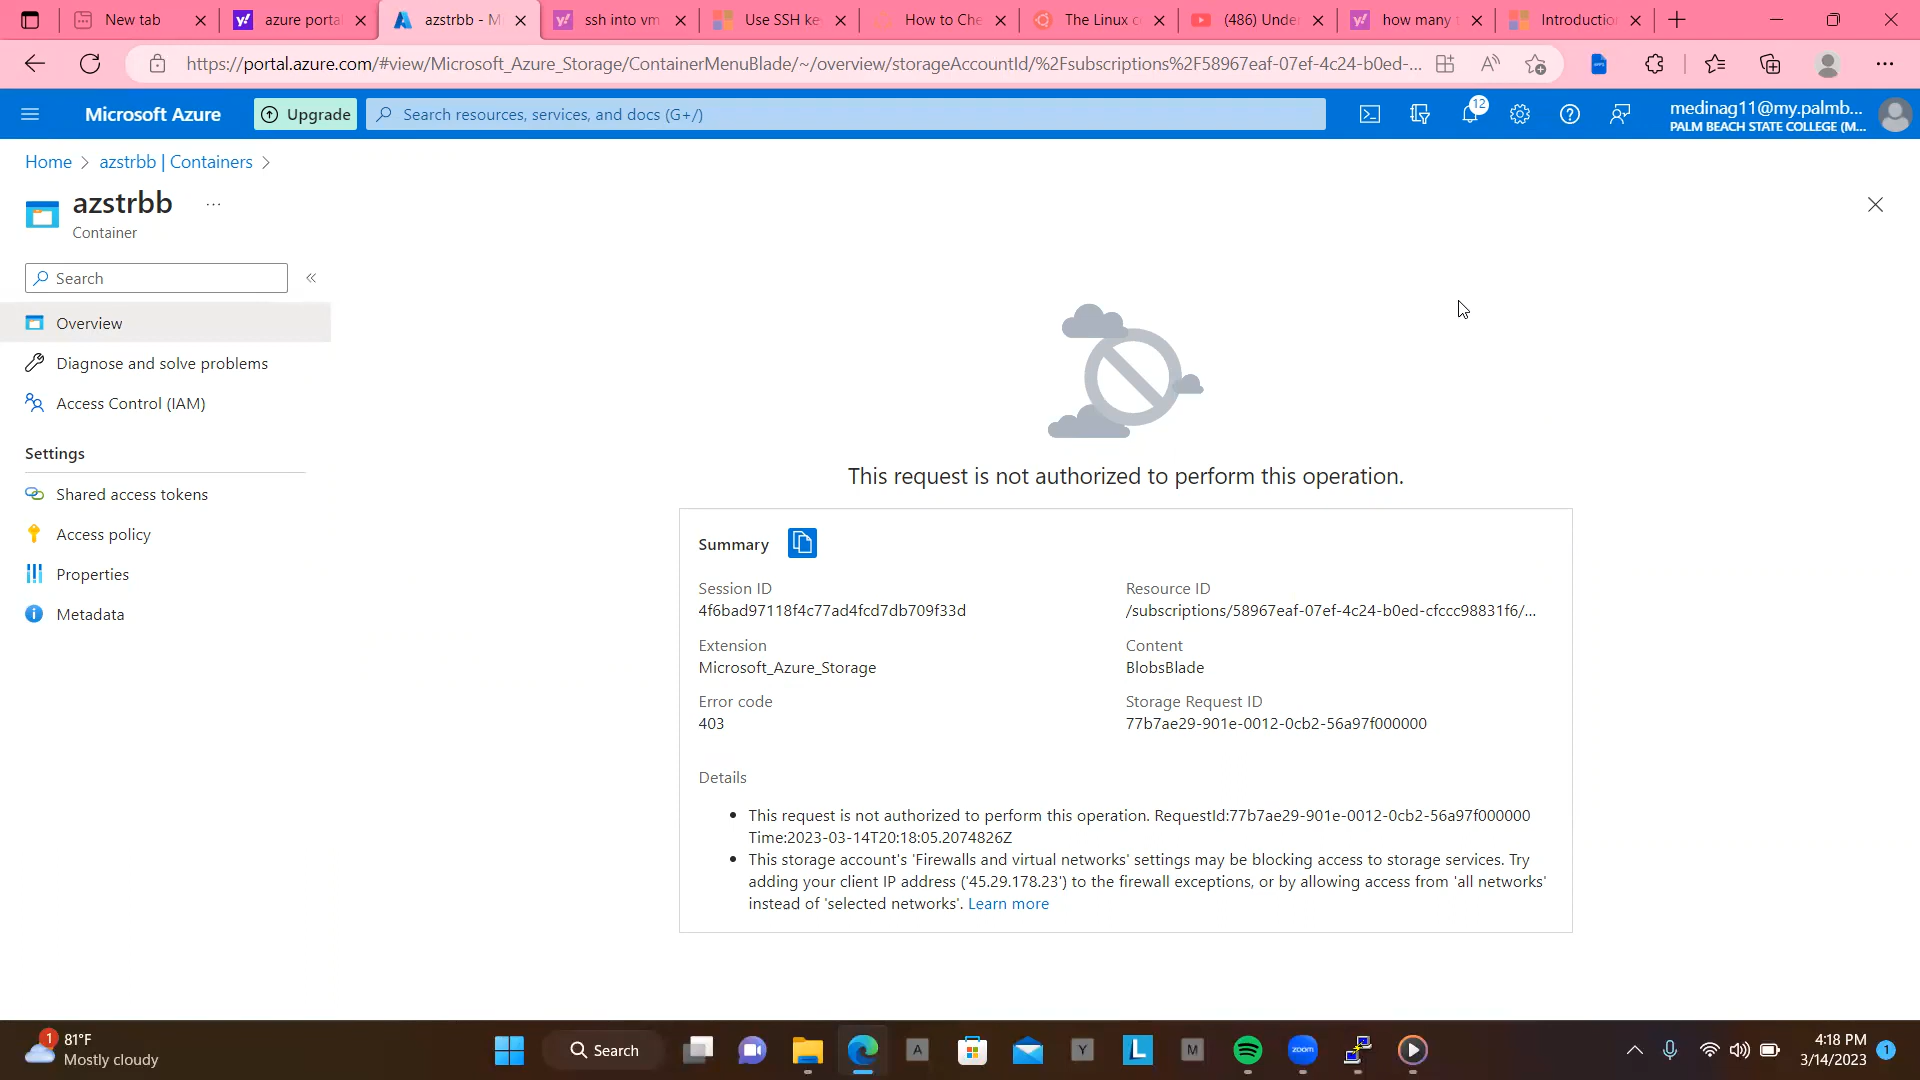 New tab
azure portal
azstrbb - M
ssh into vm
Use SSH ke
How to Che
The Linux c
(486) Unde
how many t
Introduction
https://portal.azure.com/#view/Microsoft_Azure_Storage/ContainerMenuBlade/~/overview/storageAccountId/%2Fsubscriptions%2F58967eaf-07ef-4c24-b0ed-...
Microsoft Azure
Upgrade
Search resources, services, and docs (G+/)
12
medinag11@my.palmb...
PALM BEACH STATE COLLEGE (M...
Home > azstrbb | Containers >
azstrbb ...
Container
Search
«
Overview
Diagnose and solve problems
Access Control (IAM)
Settings
Shared access tokens
Access policy
Properties
Metadata
This request is not authorized to perform this operation.
Summary
Session ID
4f6bad97118f4c77ad4fcd7db709f33d
Resource ID
/subscriptions/58967eaf-07ef-4c24-b0ed-cfccc98831f6/...
Extension
Microsoft_Azure_Storage
Content
BlobsBlade
Error code
403
Storage Request ID
77b7ae29-901e-0012-0cb2-56a97f000000
Details
• This request is not authorized to perform this operation. RequestId:77b7ae29-901e-0012-0cb2-56a97f000000
Time:2023-03-14T20:18:05.2074826Z
• This storage account's 'Firewalls and virtual networks' settings may be blocking access to storage services. Try
adding your client IP address ('45.29.178.23') to the firewall exceptions, or by allowing access from 'all networks'
instead of 'selected networks'. Learn more
1
81°F
Mostly cloudy
Search
A
Y
L
M
zoom
4:18 PM
3/14/2023
1